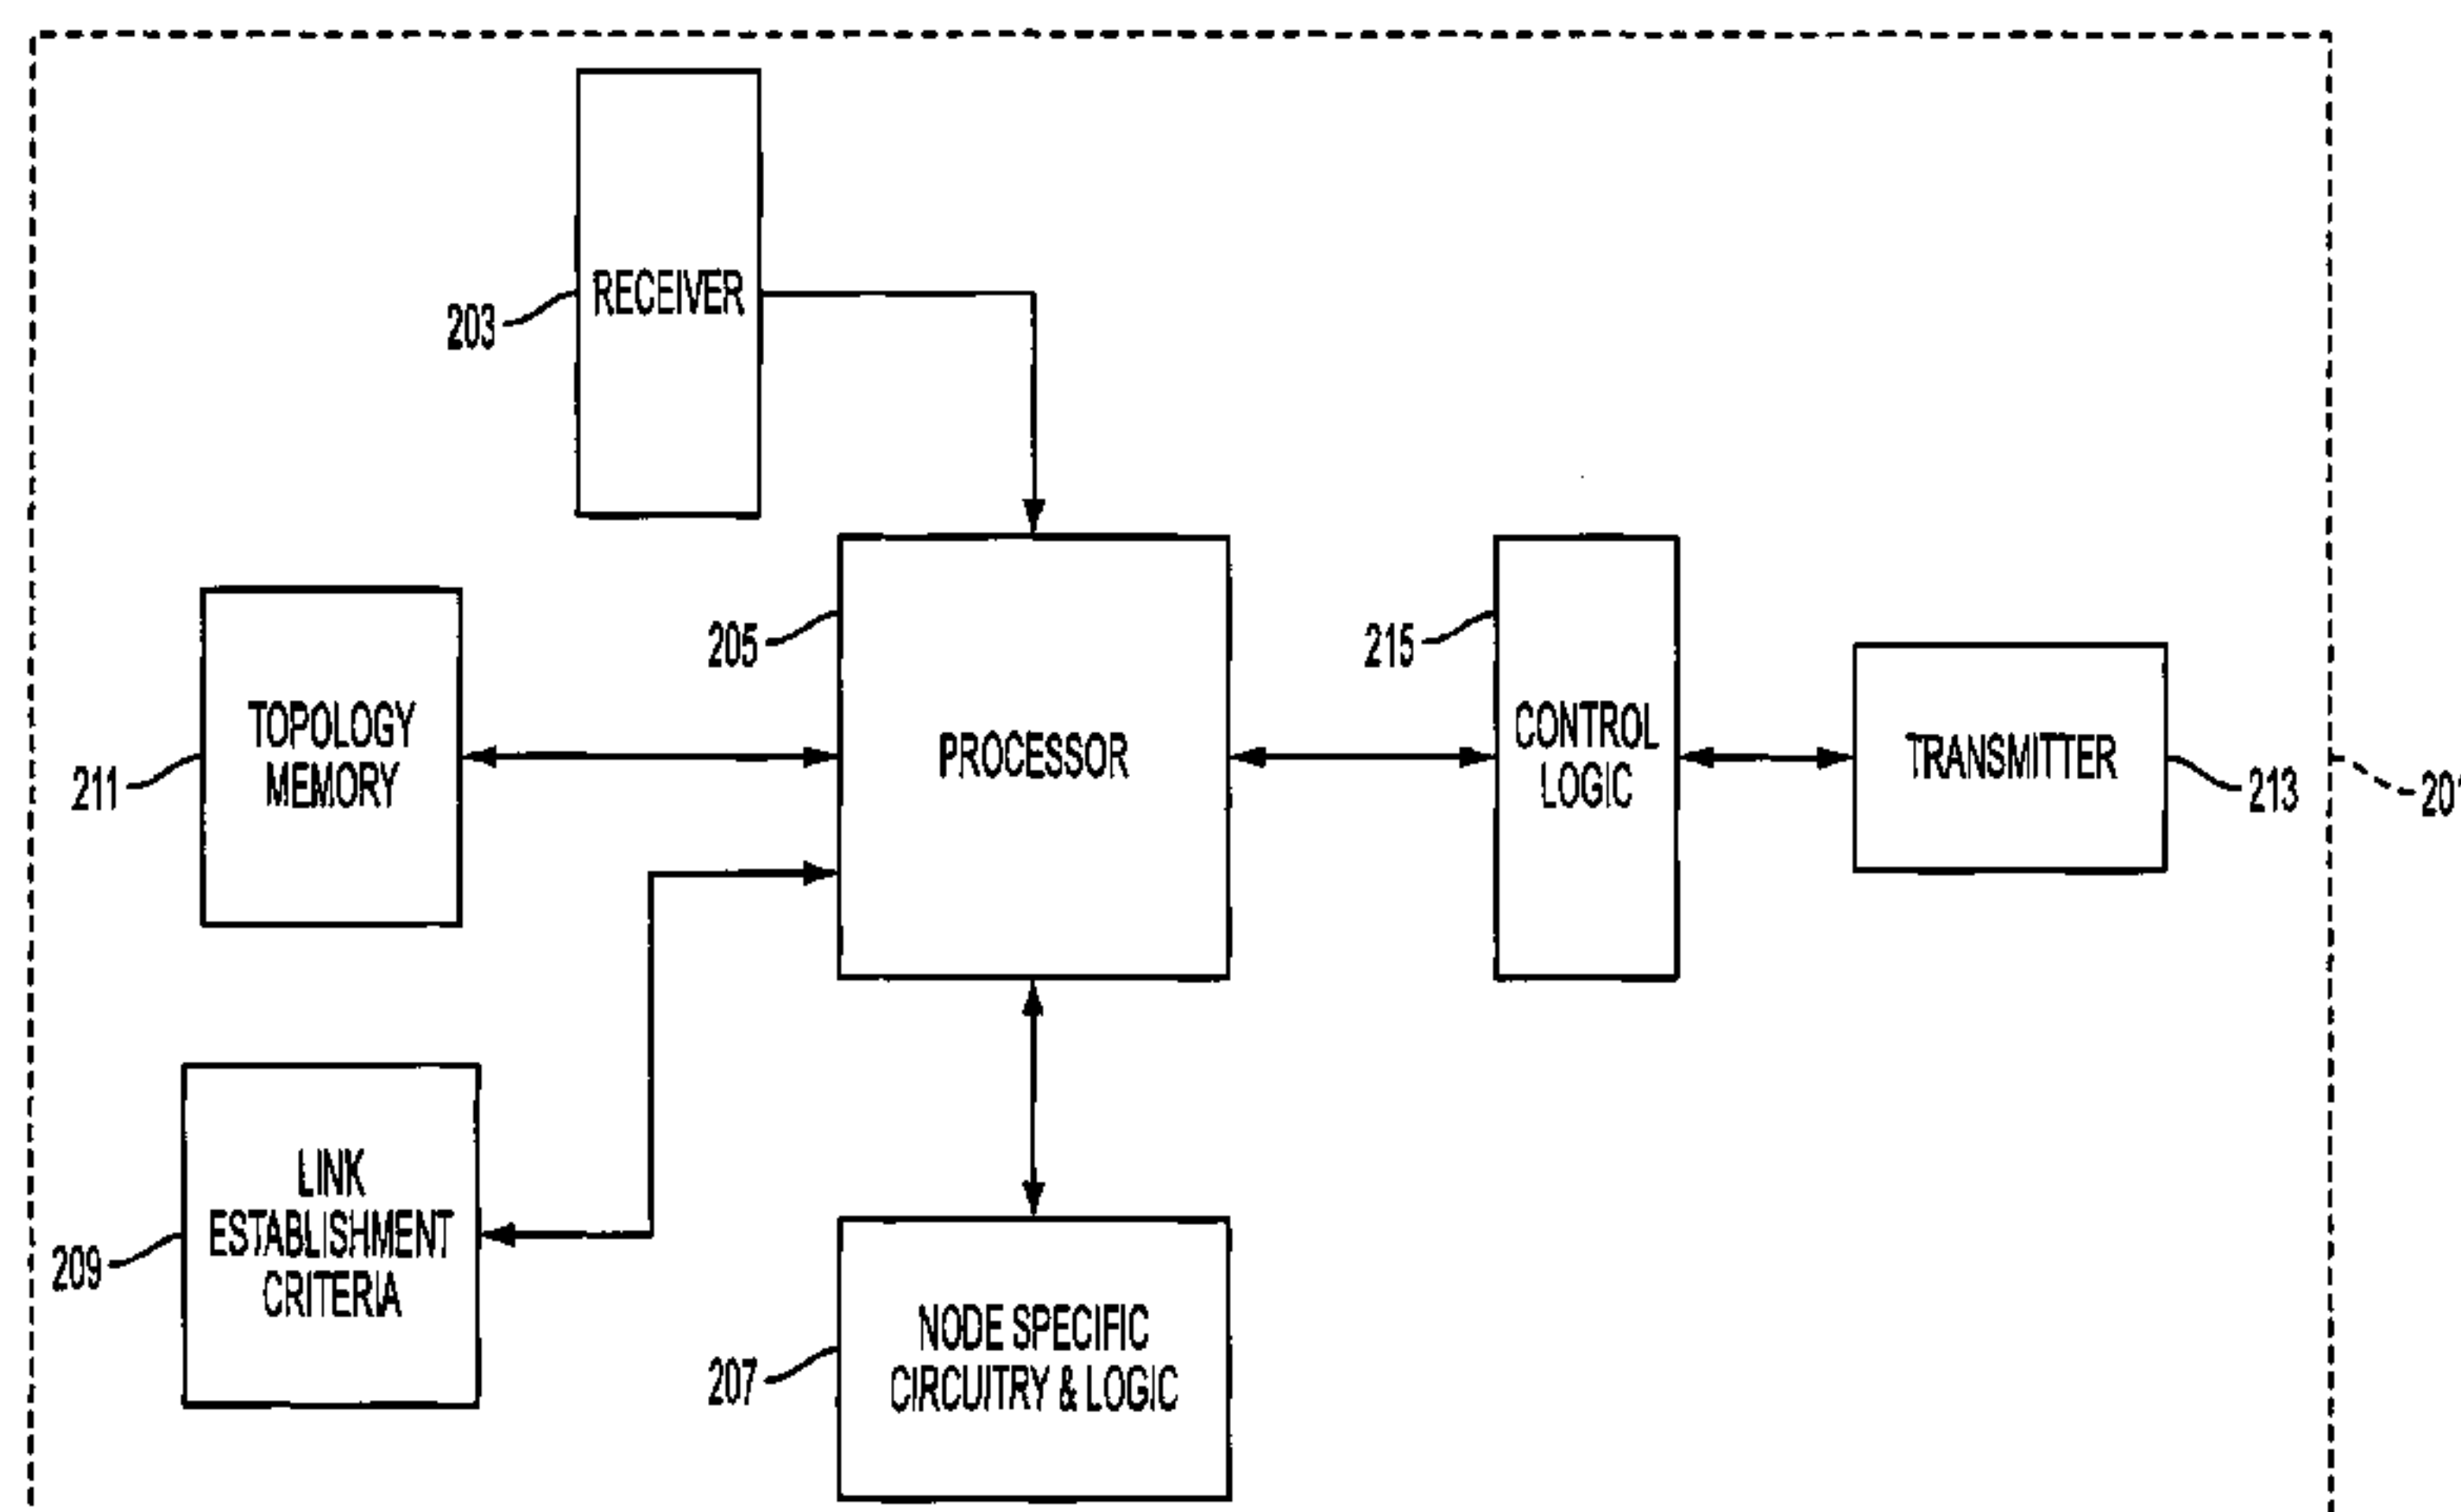 RECEIVER
203
205
215
TOPOLOGY
MEMORY
211
PROCESSOR
CONTROL
LOGIC
TRANSMITTER
213
LINK
ESTABLISHMENT
CRITERIA
209
NODE SPECIFIC
CIRCUITRY & LOGIC
207